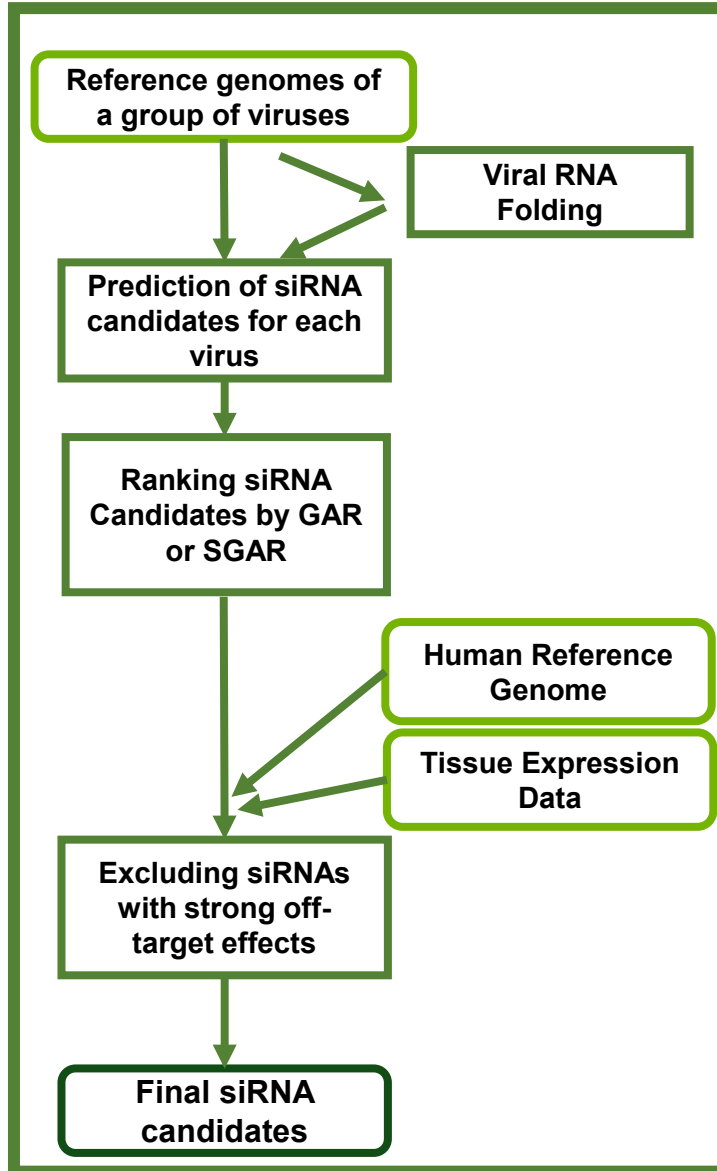 Reference genomes of
a group of viruses
Viral RNA
Folding
Prediction of siRNA
candidates for each
virus
Ranking siRNA
Candidates by GAR
or SGAR
Human Reference
Genome
Tissue Expression
Data
Excluding siRNAs
with strong off-
target effects
Final siRNA
candidates